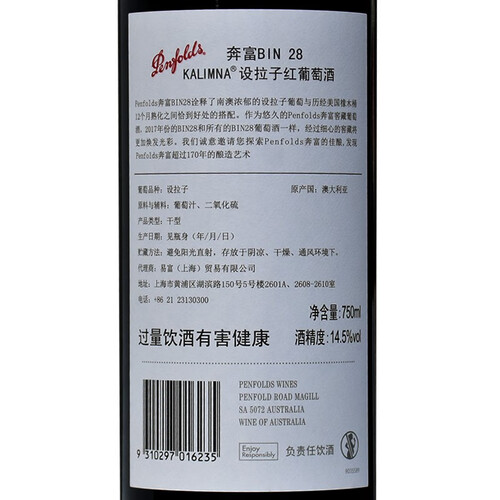 Penfolds
奔富BIN 28
KALIMNA® 设拉子红葡萄酒
Penfolds奔富BIN28诠释了南澳浓郁的设拉子葡萄与历经美国橡木桶
12个月熟化之间恰到好处的搭配。作为悠久的Penfolds奔富窖藏葡萄
酒，2017年份的BIN28和所有的BIN28葡萄酒一样，经过细心的窖藏将
更加焕发光彩。我们诚意邀请您探索Penfolds奔富的佳酿,发现
Penfolds奔富超过170年的酿造艺术
葡萄品种：设拉子 原产国：澳大利亚
原料与辅料：葡萄汁、二氧化硫
产品类型：干型
生产日期：见瓶身（年/月/日）
贮藏方法：避免阳光直射，存放于阴凉、干燥、通风环境下。
代理商：易富（上海）贸易有限公司
地址：上海市黄浦区湖滨路150号5号楼2601A、2608-2610室
电话：+86 21 23130300
净含量:750ml
过量饮酒有害健康 酒精度:14.5%vol
PENFOLDS WINES
PENFOLD ROAD MAGILL
SA 5072 AUSTRALIA
WINE OF AUSTRALIA
9 310297 016235
Enjoy
Responsibly
负责任饮酒